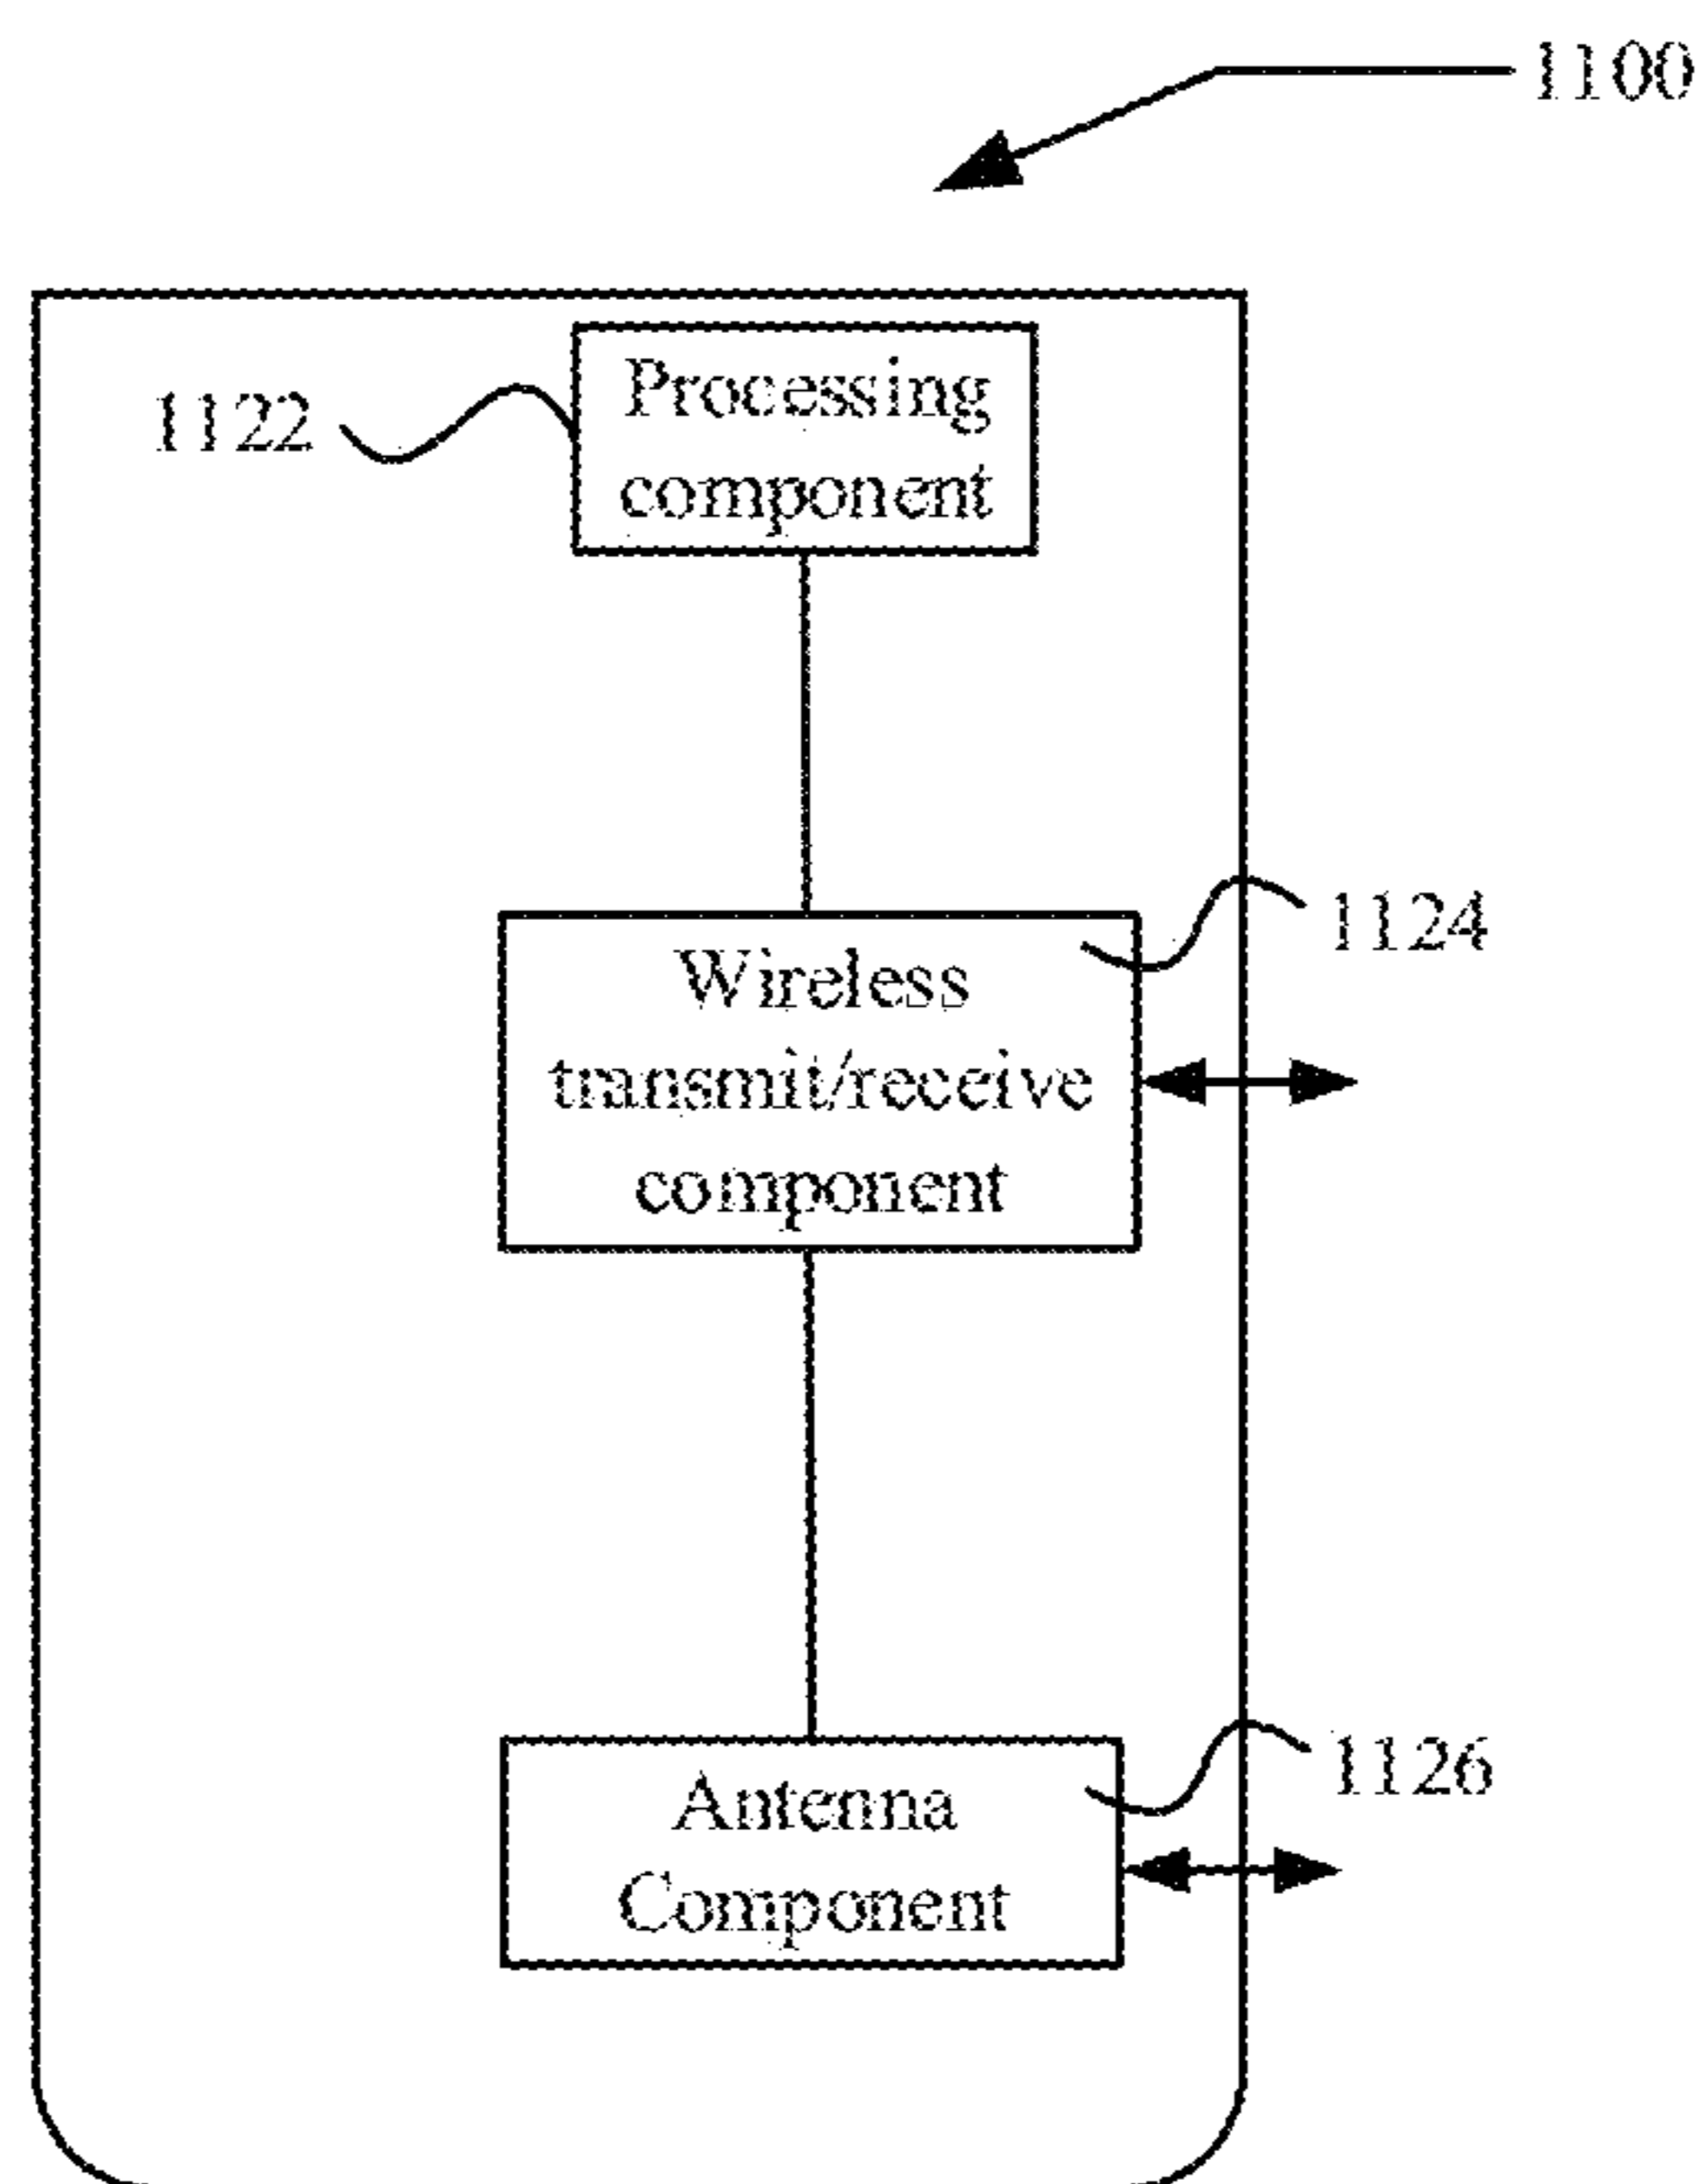 1100
Processing
component
1122
1124
Wireless
transmit/receive
component
1126
Antenna
Component